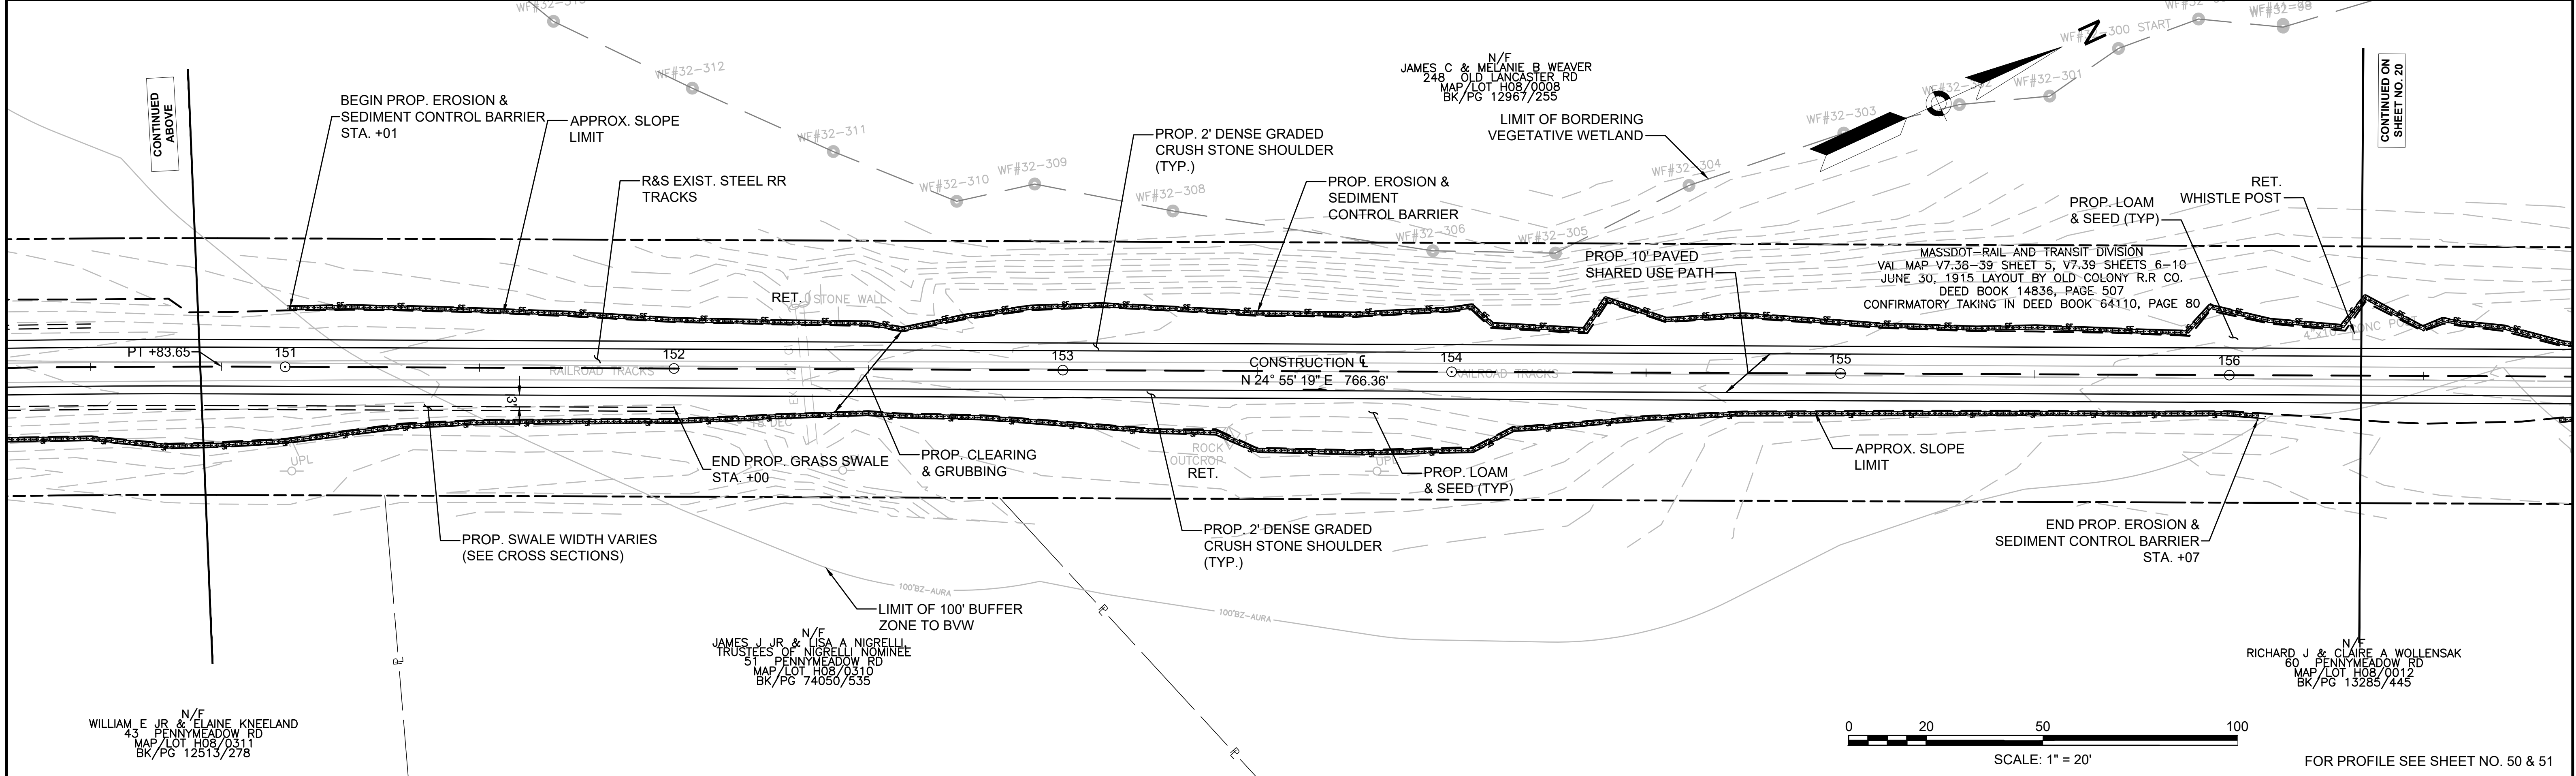 WF#32-312
WF#32-311
WF#32-310
WF#32-309
WF#32-308
WF#32-306
WF#32-305
WF#32-304
WF#32-303
WF#32-301
WF#32-300 START
N
CONTINUED
ABOVE
BEGIN PROP. EROSION &
SEDIMENT CONTROL BARRIER
STA. +01
APPROX. SLOPE
LIMIT
R&S EXIST. STEEL RR
TRACKS
PROP. 2' DENSE GRADED
CRUSH STONE SHOULDER
(TYP.)
PROP. EROSION &
SEDIMENT
CONTROL BARRIER
N/F
JAMES C & MELANIE B WEAVER
248 OLD LANCASTER RD
MAP/LOT H08/0008
BK/PG 12967/255
LIMIT OF BORDERING
VEGETATIVE WETLAND
PROP. 10' PAVED
SHARED USE PATH
MASSDOT-RAIL AND TRANSIT DIVISION
VAL MAP V7.38-39 SHEET 5, V7.39 SHEETS 6-10
JUNE 30, 1915 LAYOUT BY OLD COLONY R.R CO.
DEED BOOK 14836, PAGE 507
CONFIRMATORY TAKING IN DEED BOOK 64110, PAGE 80
PROP. LOAM
& SEED (TYP)
RET.
WHISTLE POST
CONTINUED ON
SHEET NO. 20
RET.
STONE WALL
PT +83.65
151
152
153
154
155
156
RAILROAD TRACKS
CONSTRUCTION ℄
N 24° 55' 19" E 766.36'
RAILROAD TRACKS
3'
UPL
END PROP. GRASS SWALE
STA. +00
PROP. CLEARING
& GRUBBING
ROCK
OUTCROP
RET.
UPL
PROP. LOAM
& SEED (TYP)
APPROX. SLOPE
LIMIT
PROP. SWALE WIDTH VARIES
(SEE CROSS SECTIONS)
PROP. 2' DENSE GRADED
CRUSH STONE SHOULDER
(TYP.)
END PROP. EROSION &
SEDIMENT CONTROL BARRIER
STA. +07
100'BZ-AURA
100'BZ-AURA
LIMIT OF 100' BUFFER
ZONE TO BVW
PL
PL
PL
N/F
JAMES J JR & LISA A NIGRELLI,
TRUSTEES OF NIGRELLI NOMINEE
51 PENNYMEADOW RD
MAP/LOT H08/0310
BK/PG 74050/535
N/F
RICHARD J & CLAIRE A WOLLENSAK
60 PENNYMEADOW RD
MAP/LOT H08/0012
BK/PG 13285/445
N/F
WILLIAM E JR & ELAINE KNEELAND
43 PENNYMEADOW RD
MAP/LOT H08/0311
BK/PG 12513/278
0 20 50 100
SCALE: 1" = 20'
FOR PROFILE SEE SHEET NO. 50 & 51